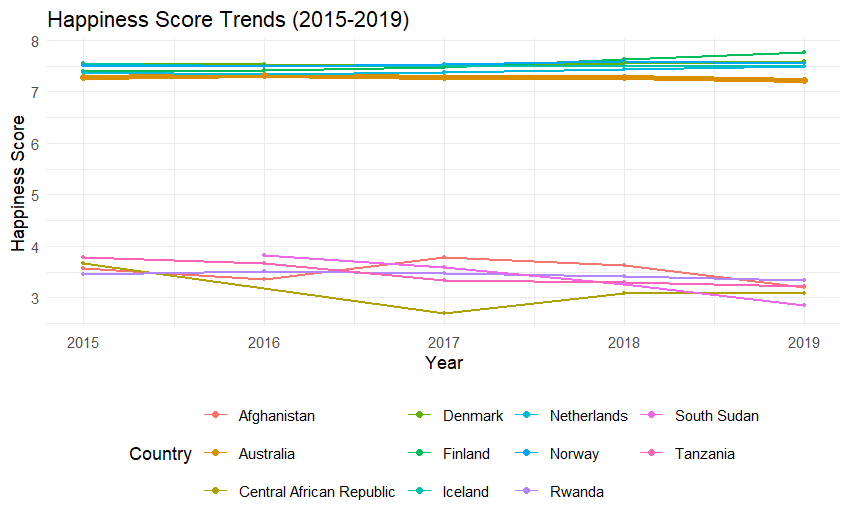 Happiness Score Trends (2015-2019)
8
7
6
5
4
3
Happiness Score
2015 2016 2017 2018 2019
Year
Afghanistan Denmark Netherlands South Sudan
Country Australia Finland Norway Tanzania
Central African Republic Iceland Rwanda